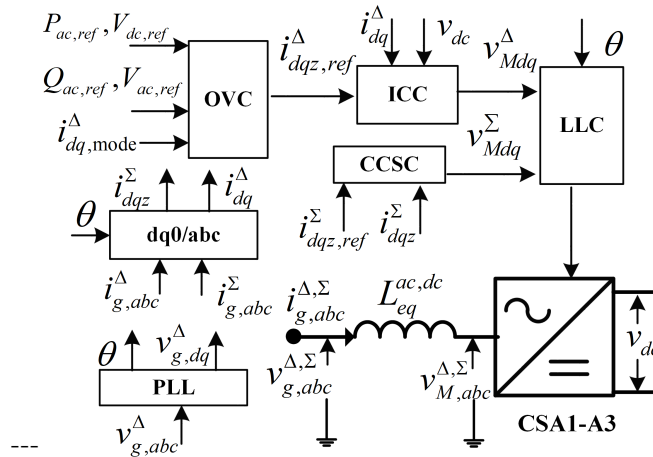 P_{ac,ref}, V_{dc,ref}
Q_{ac,ref}, V_{ac,ref}
i^Δ_{dq,mode}
OVC
i^Δ_{dqz,ref}
i^Δ_{dq}
v_{dc}
ICC
v^Δ_{Mdq}
θ
LLC
v^Σ_{Mdq}
CCSC
i^Σ_{dqz,ref}
i^Σ_{dqz}
i^Σ_{dqz}
i^Δ_{dq}
θ
dq0/abc
i^Δ_{g,abc}
i^Σ_{g,abc}
θ
v^Δ_{g,dq}
PLL
v^Δ_{g,abc}
i^{Δ,Σ}_{g,abc}
L^{ac,dc}_{eq}
v^{Δ,Σ}_{g,abc}
v^{Δ,Σ}_{M,abc}
v_{dc}
CSA1-A3
---